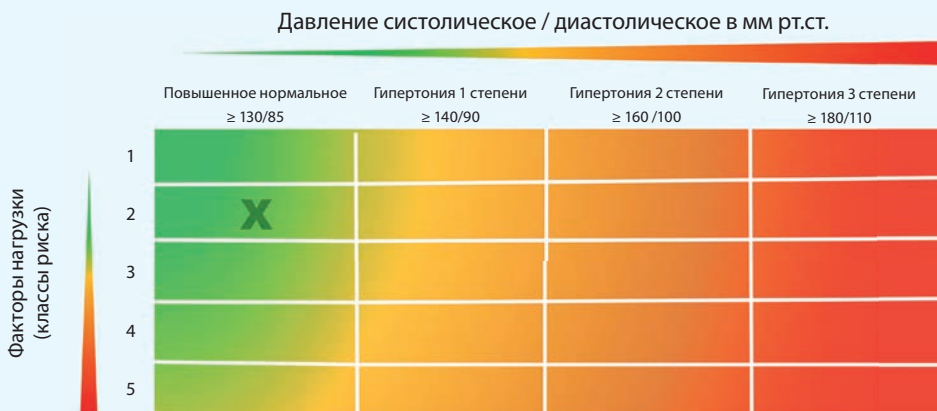 Давление систолическое / диастолическое в мм рт.ст.
Повышенное нормальное
≥ 130/85
Гипертония 1 степени
≥ 140/90
Гипертония 2 степени
≥ 160 /100
Гипертония 3 степени
≥ 180/110
Факторы нагрузки
(классы риска)
1
2
X
3
4
5